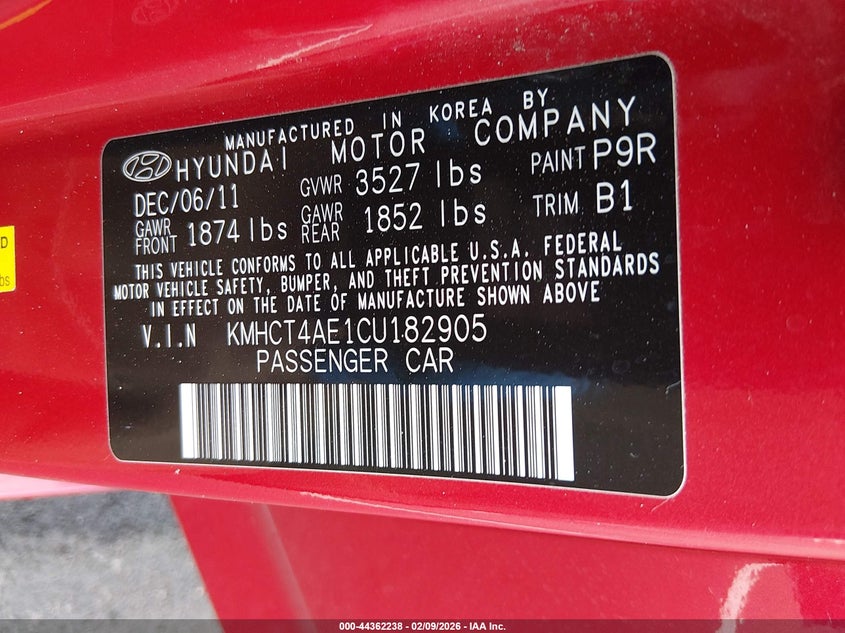 MANUFACTURED IN KOREA BY
HYUNDAI MOTOR COMPANY
DEC/06/11 GVWR 3527 lbs PAINT P9R
GAWR FRONT 1874 lbs GAWR REAR 1852 lbs TRIM B1
THIS VEHICLE CONFORMS TO ALL APPLICABLE U.S.A. FEDERAL
MOTOR VEHICLE SAFETY, BUMPER, AND THEFT PREVENTION STANDARDS
IN EFFECT ON THE DATE OF MANUFACTURE SHOWN ABOVE
V.I.N KMHCT4AE1CU182905
PASSENGER CAR
000-44362238 - 02/09/2026 - IAA Inc.